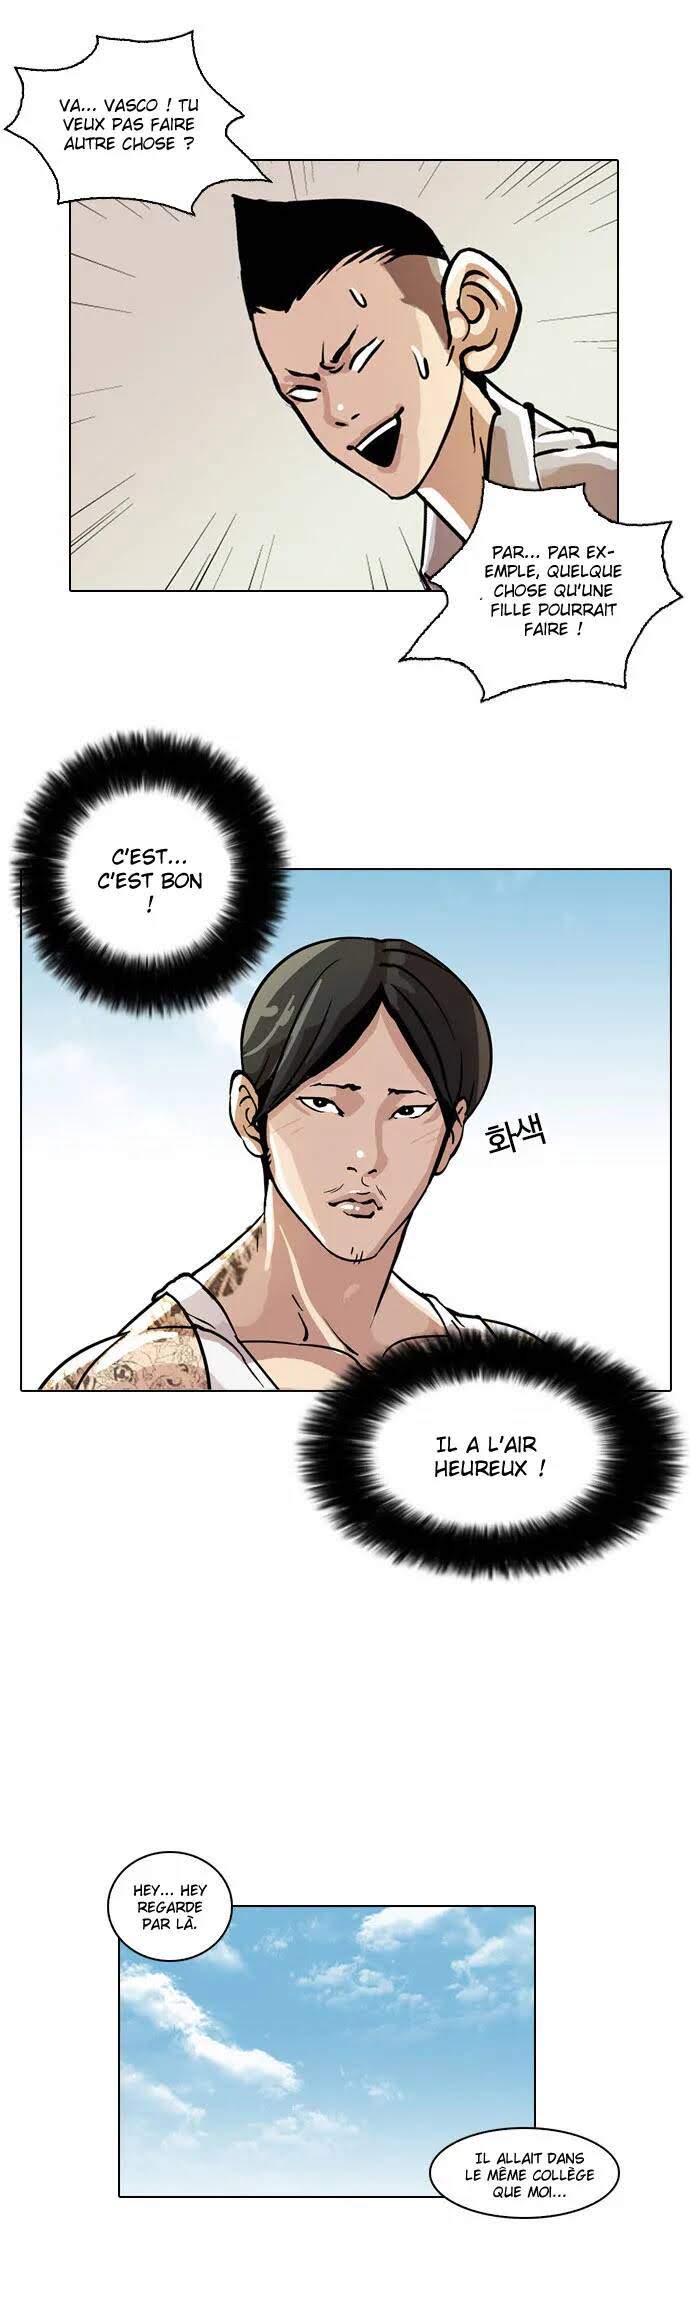 VA... VASCO ! TU
VEUX PAS FAIRE
AUTRE CHOSE ?
PAR... PAR EX-
EMPLE, QUELQUE
CHOSE QU'UNE
FILLE POURRAIT
FAIRE !
C'EST...
C'EST BON
!
화색
IL A L'AIR
HEUREUX !
HEY... HEY
REGARDE
PAR LÀ.
IL ALLAIT DANS
LE MÊME COLLÈGE
QUE MOI...